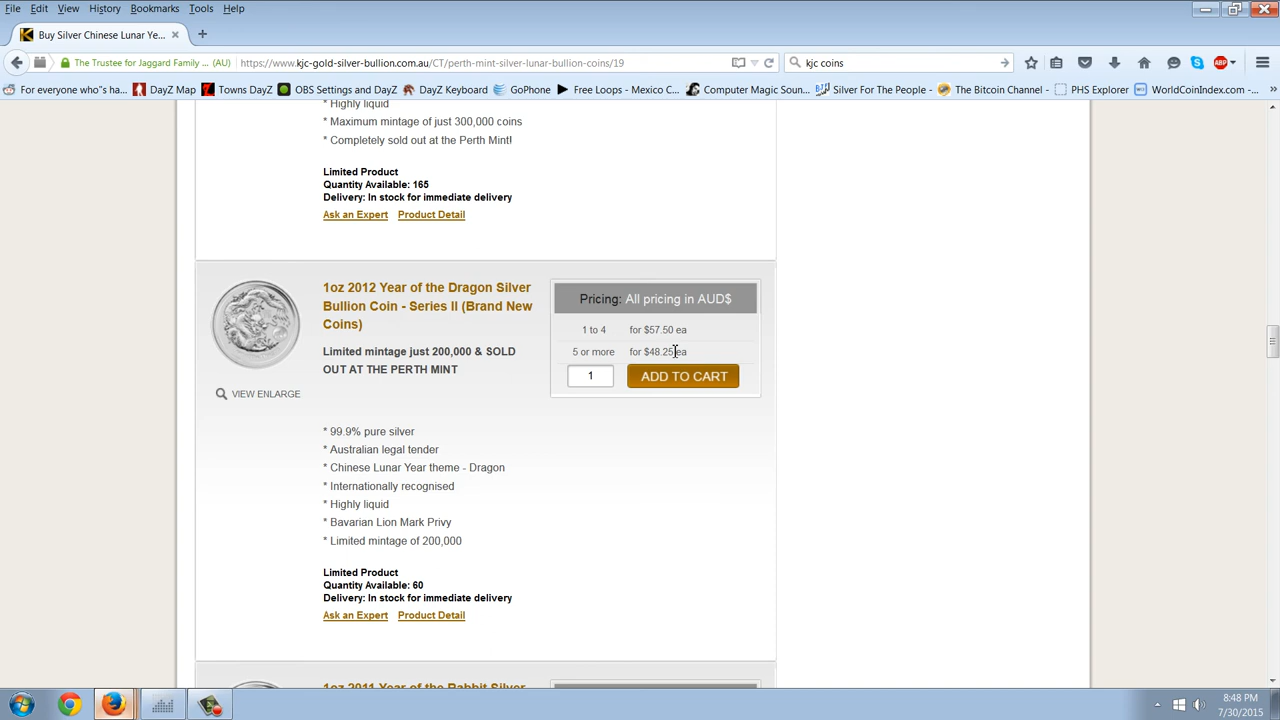 File Edit View History Bookmarks Tools Help
Buy Silver Chinese Lunar Ye...
The Trustee for Jaggard Family ... (AU) https://www.kjc-gold-silver-bullion.com.au/CT/perth-mint-silver-lunar-bullion-coins/19 kjc coins ABP
For everyone who"s ha... DayZ Map Towns DayZ OBS Settings and DayZ DayZ Keyboard GoPhone Free Loops - Mexico C... Computer Magic Soun... Silver For The People - ... The Bitcoin Channel - ... PHS Explorer WorldCoinIndex.com -...
* Highly liquid
* Maximum mintage of just 300,000 coins
* Completely sold out at the Perth Mint!
Limited Product
Quantity Available: 165
Delivery: In stock for immediate delivery
Ask an Expert Product Detail
1oz 2012 Year of the Dragon Silver
Bullion Coin - Series II (Brand New
Coins)
Limited mintage just 200,000 & SOLD
OUT AT THE PERTH MINT
VIEW ENLARGE
Pricing: All pricing in AUD$
1 to 4 for $57.50 ea
5 or more for $48.25 ea
1 ADD TO CART
* 99.9% pure silver
* Australian legal tender
* Chinese Lunar Year theme - Dragon
* Internationally recognised
* Highly liquid
* Bavarian Lion Mark Privy
* Limited mintage of 200,000
Limited Product
Quantity Available: 60
Delivery: In stock for immediate delivery
Ask an Expert Product Detail
1oz 2011 Year of the Rabbit Silver
8:48 PM
7/30/2015